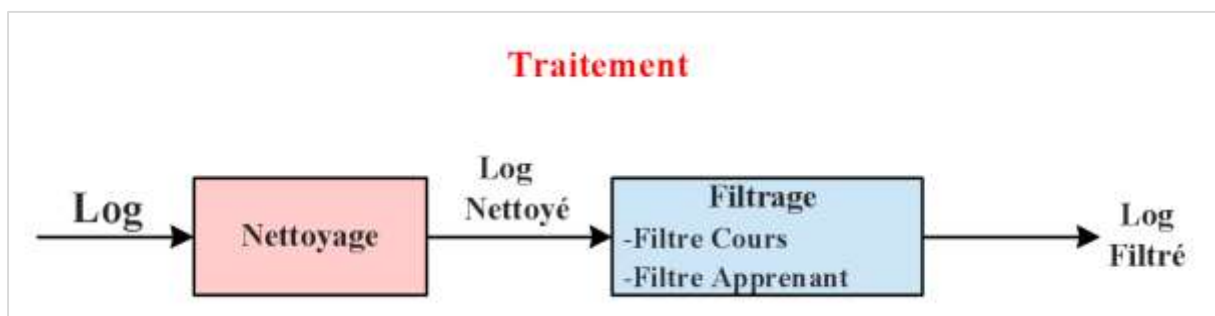 Traitement
Log
Nettoyage
Log
Nettoyé
Filtrage
-Filtre Cours
-Filtre Apprenant
Log
Filtré